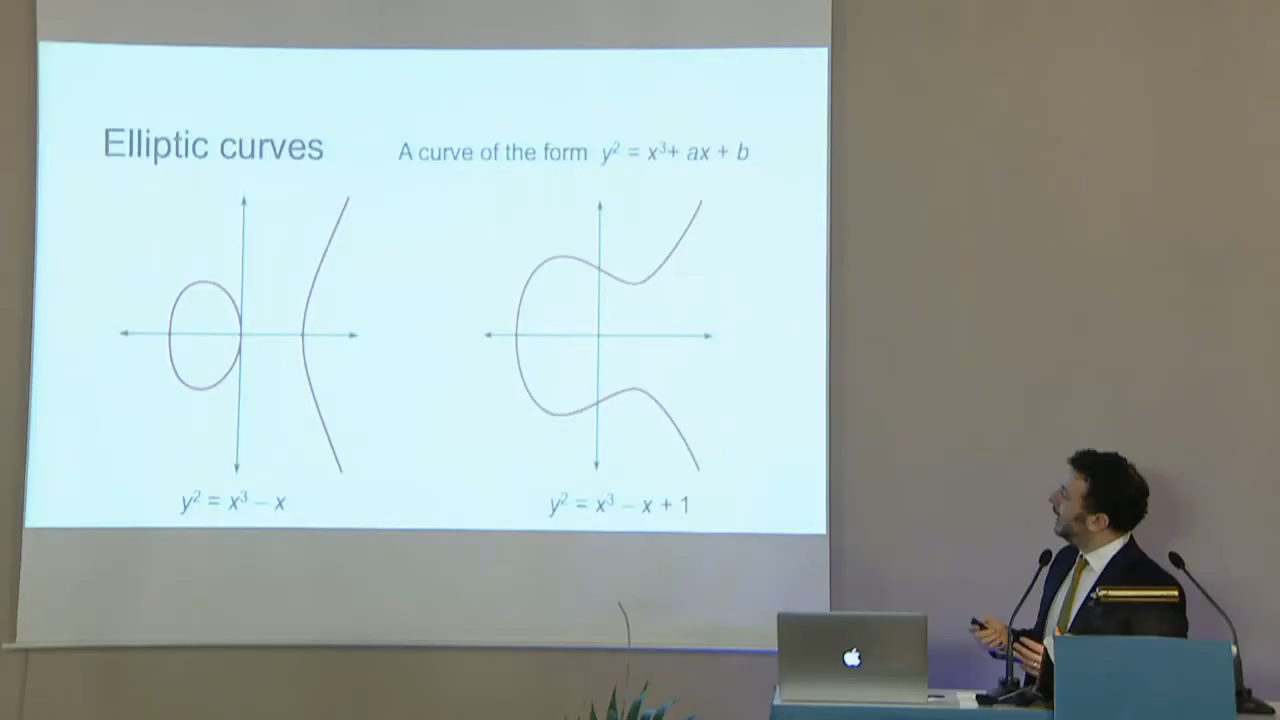 Elliptic curves
A curve of the form y² = x³+ ax + b
y² = x³ – x
y² = x³ – x + 1